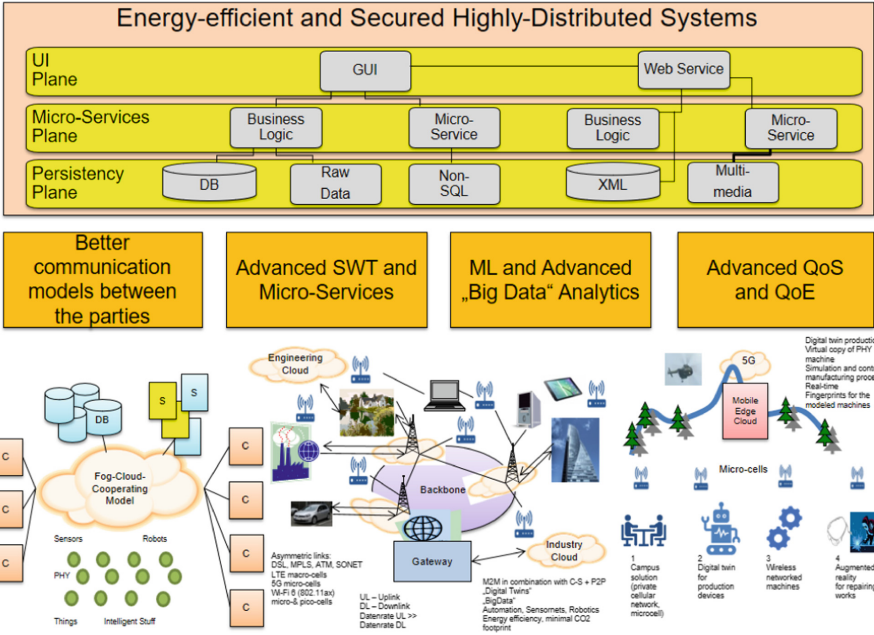 Energy-efficient and Secured Highly-Distributed Systems
UI
Plane
GUI
Web Service
Micro-Services
Plane
Business
Logic
Micro-
Service
Business
Logic
Micro-
Service
Persistency
Plane
DB
Raw
Data
Non-
SQL
XML
Multi-
media
Better
communication
models between
the parties
Advanced SWT and
Micro-Services
ML and Advanced
„Big Data“ Analytics
Advanced QoS
and QoE
DB
S
S
C
C
C
Fog-Cloud-
Cooperating
Model
C
C
C
C
Sensors
Robots
PHY
Things
Intelligent Stuff
Engineering
Cloud
Backbone
Gateway
Industry
Cloud
Asymmetric links:
DSL, MPLS, ATM, SONET
LTE macro-cells
5G micro-cells
Wi-Fi 6 (802.11ax)
micro-& pico-cells
UL – Uplink
DL – Downlink
Datenrate UL >>
Datenrate DL
M2M in combination with C-S + P2P
„Digital Twins“
„BigData“
Automation, Sensornets, Robotics
Energy efficiency, minimal CO2
footprint
5G
Mobile
Edge
Cloud
Digital twin
Virtual copy of PHY
machine
Simulation and
manufacturing
Real-time
Fingerprints for the
modeled machines
Micro-cells
1
Campus
solution
(private
cellular
network,
microcell)
2
Digital twin
for
production
devices
3
Wireless
networked
machines
4
Augmented
reality
for repairing
works